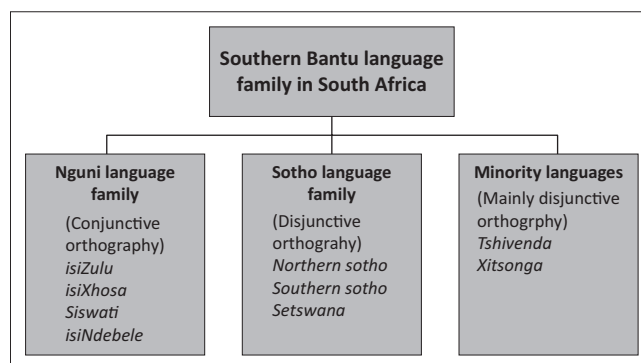 Southern Bantu language
family in South Africa
Nguni language
family
(Conjunctive
orthography)
isiZulu
isiXhosa
Siswati
isiNdebele
Sotho language
family
(Disjunctive
orthograhy)
Northern sotho
Southern sotho
Setswana
Minority languages
(Mainly disjunctive
orthogrphy)
Tshivenda
Xitsonga